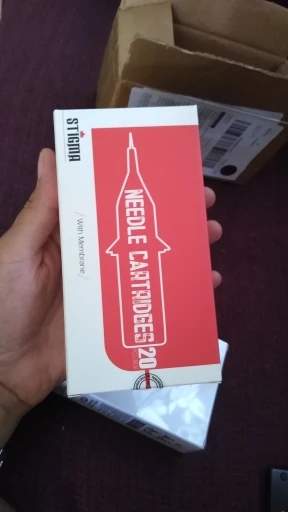 STIGMA
/With Membrane/
NEEDLE CARTRIDGES 20